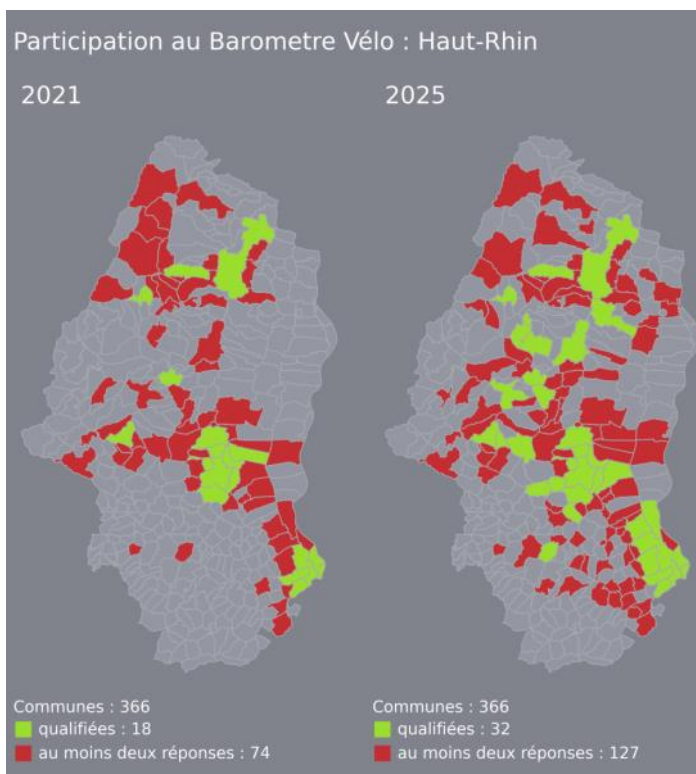 Participation au Barometre Vélo : Haut-Rhin
2021
2025
Communes : 366
qualifiées : 18
au moins deux réponses : 74
Communes : 366
qualifiées : 32
au moins deux réponses : 127